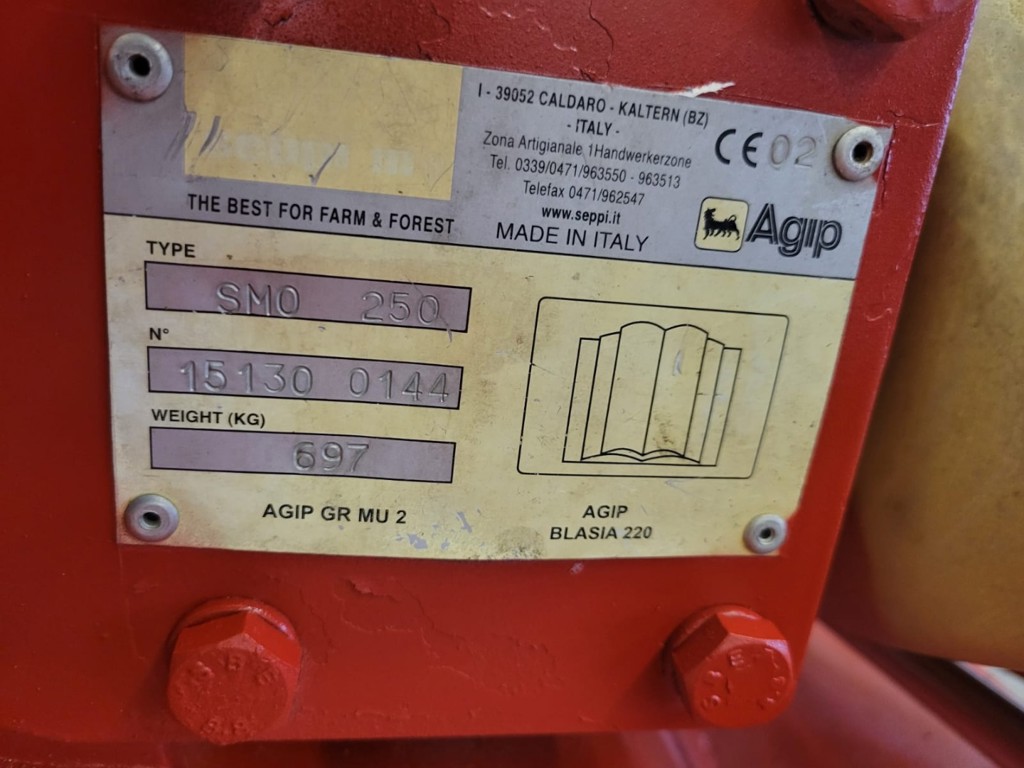 I - 39052 CALDARO - KALTERN (BZ)
- ITALY -
Zona Artigianale 1Handwerkerzone
Tel. 0339/0471/963550 - 963513
Telefax 0471/962547
www.seppi.it
MADE IN ITALY
CE 02
Agip
THE BEST FOR FARM & FOREST
TYPE
SMO 250
N°
15130 0144
WEIGHT (KG)
697
AGIP GR MU 2
AGIP
BLASIA 220